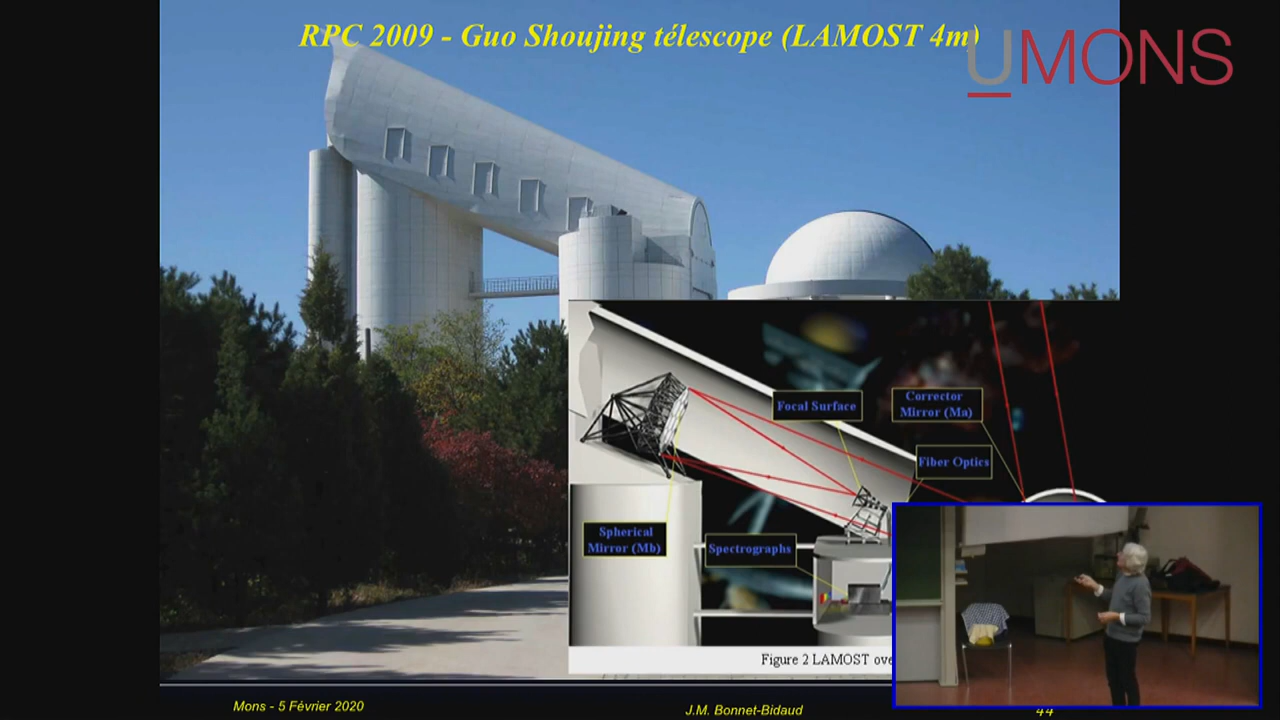 RPC 2009 - Guo Shoujing télescope (LAMOST 4m)
UMONS
Focal Surface
Corrector
Mirror (Ma)
Fiber Optics
Spherical
Mirror (Mb)
Spectrographs
Figure 2 LAMOST ove
Mons - 5 Février 2020
J.M. Bonnet-Bidaud
44